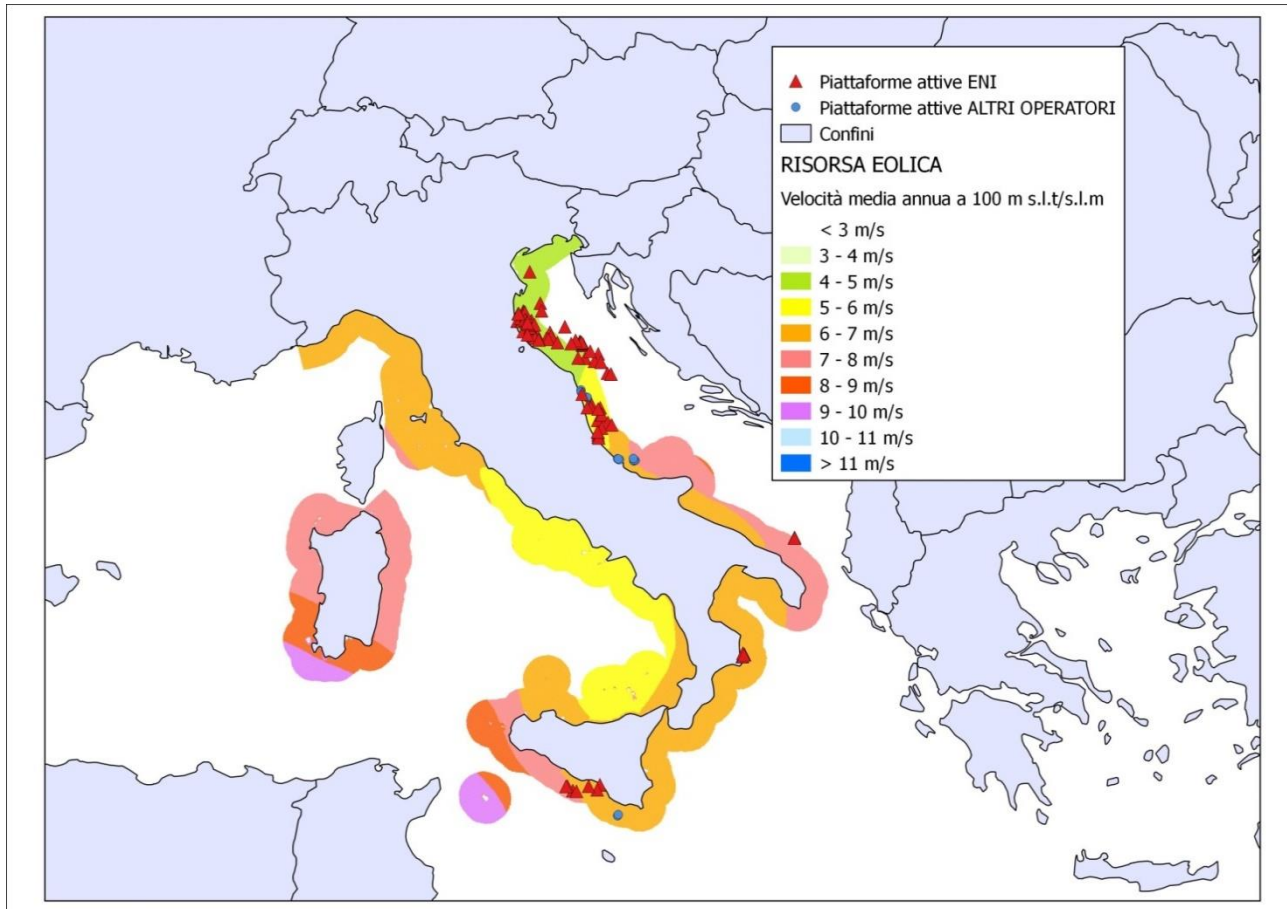 Piattaforme attive ENI
Piattaforme attive ALTRI OPERATORI
Confini
RISORSA EOLICA
Velocità media annua a 100 m s.l.t/s.l.m
< 3 m/s
3 - 4 m/s
4 - 5 m/s
5 - 6 m/s
6 - 7 m/s
7 - 8 m/s
8 - 9 m/s
9 - 10 m/s
10 - 11 m/s
> 11 m/s